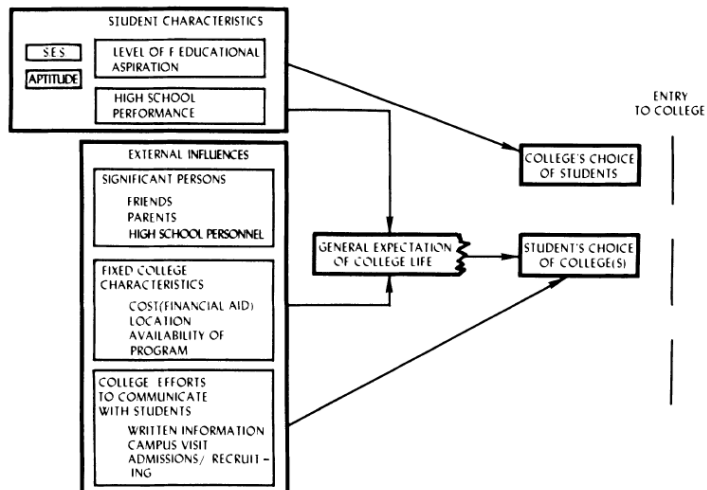 STUDENT CHARACTERISTICS
SES
APTITUDE
LEVEL OF F EDUCATIONAL
ASPIRATION
HIGH SCHOOL
PERFORMANCE
EXTERNAL INFLUENCES
SIGNIFICANT PERSONS
FRIENDS
PARENTS
HIGH SCHOOL PERSONNEL
FIXED COLLEGE
CHARACTERISTICS
COST(FINANCIAL AID)
LOCATION
AVAILABILITY OF
PROGRAM
COLLEGE EFFORTS
TO COMMUNICATE
WITH STUDENTS
WRITTEN INFORMATION
CAMPUS VISIT
ADMISSIONS/ RECRUIT-
ING
GENERAL EXPECTATION
OF COLLEGE LIFE
ENTRY
TO COLLEGE
COLLEGE'S CHOICE
OF STUDENTS
STUDENT'S CHOICE
OF COLLEGE(S)